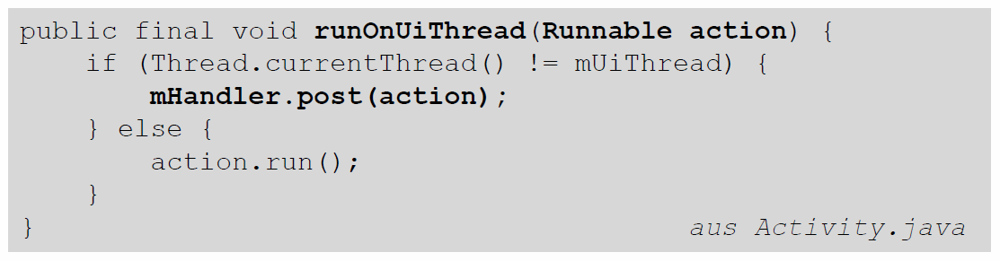 public final void runOnUiThread(Runnable action) {
    if (Thread.currentThread() != mUiThread) {
        mHandler.post(action);
    } else {
        action.run();
    }
} aus Activity.java